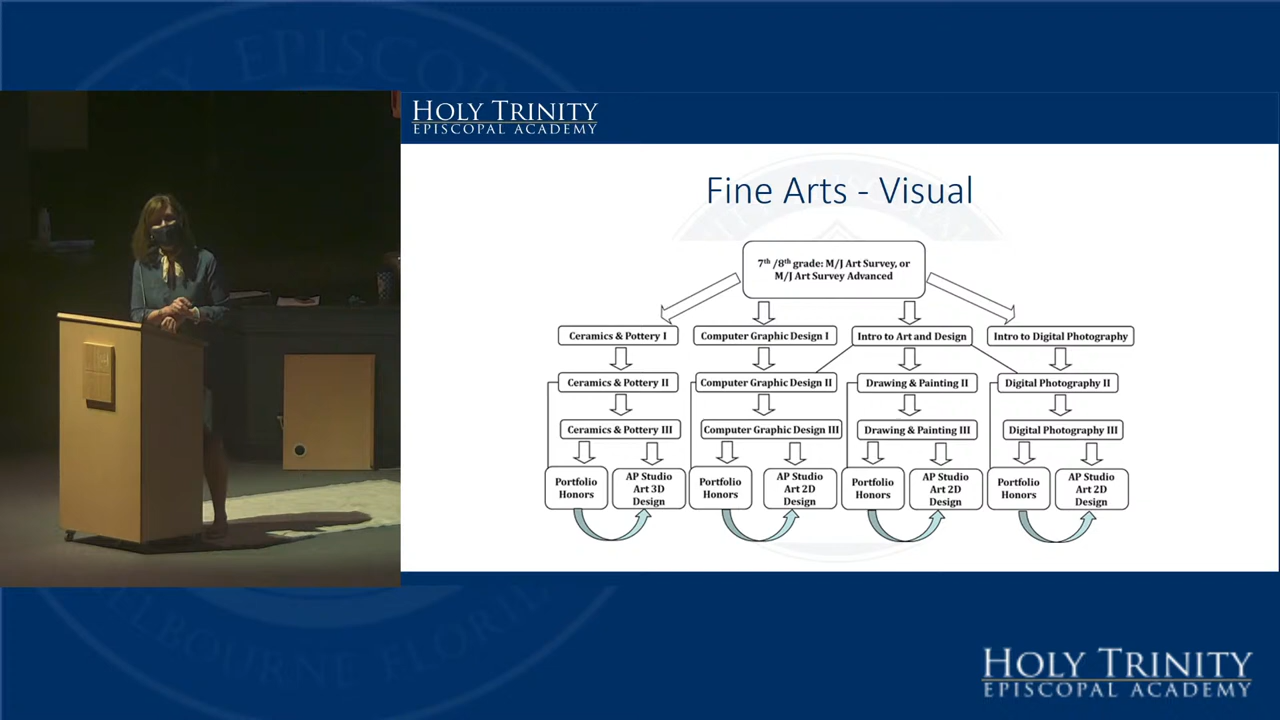 HOLY TRINITY
EPISCOPAL ACADEMY
Fine Arts - Visual
7th /8th grade: M/J Art Survey, or
M/J Art Survey Advanced
Ceramics & Pottery I
Computer Graphic Design I
Intro to Art and Design
Intro to Digital Photography
Ceramics & Pottery II
Computer Graphic Design II
Drawing & Painting II
Digital Photography II
Ceramics & Pottery III
Computer Graphic Design III
Drawing & Painting III
Digital Photography III
Portfolio
Honors
AP Studio
Art 3D
Design
Portfolio
Honors
AP Studio
Art 2D
Design
Portfolio
Honors
AP Studio
Art 2D
Design
Portfolio
Honors
AP Studio
Art 2D
Design
EPISCOP
MELBOURNE FLORID
HOLY TRINITY
EPISCOPAL ACADEMY